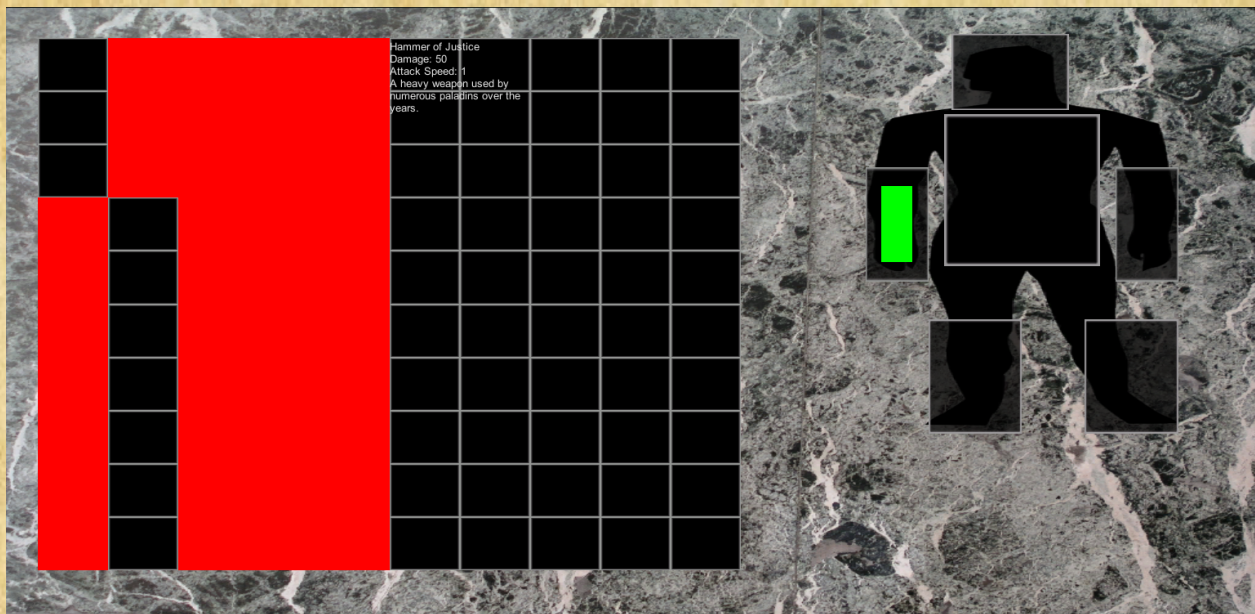 Hammer of Justice
Damage: 50
Attack Speed: 1
A heavy weapon used by
numerous paladins over the
years.